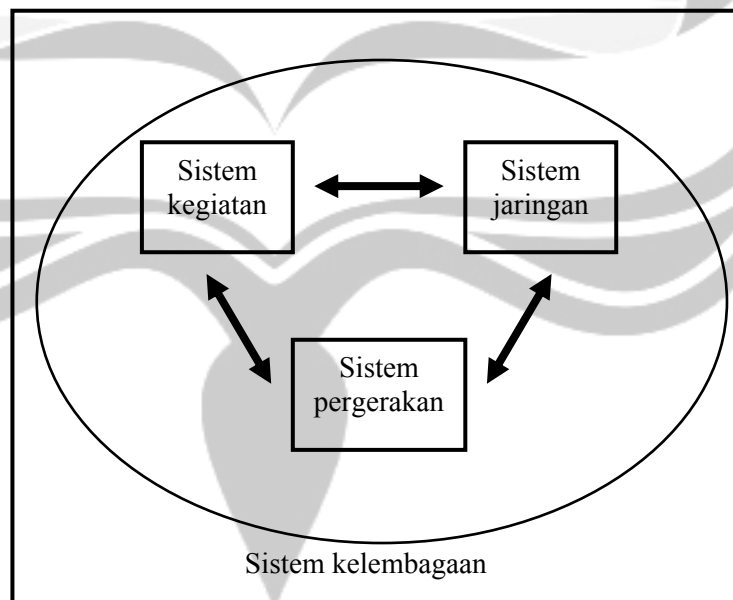 Sistem
kegiatan
Sistem
jaringan
Sistem
pergerakan
Sistem kelembagaan